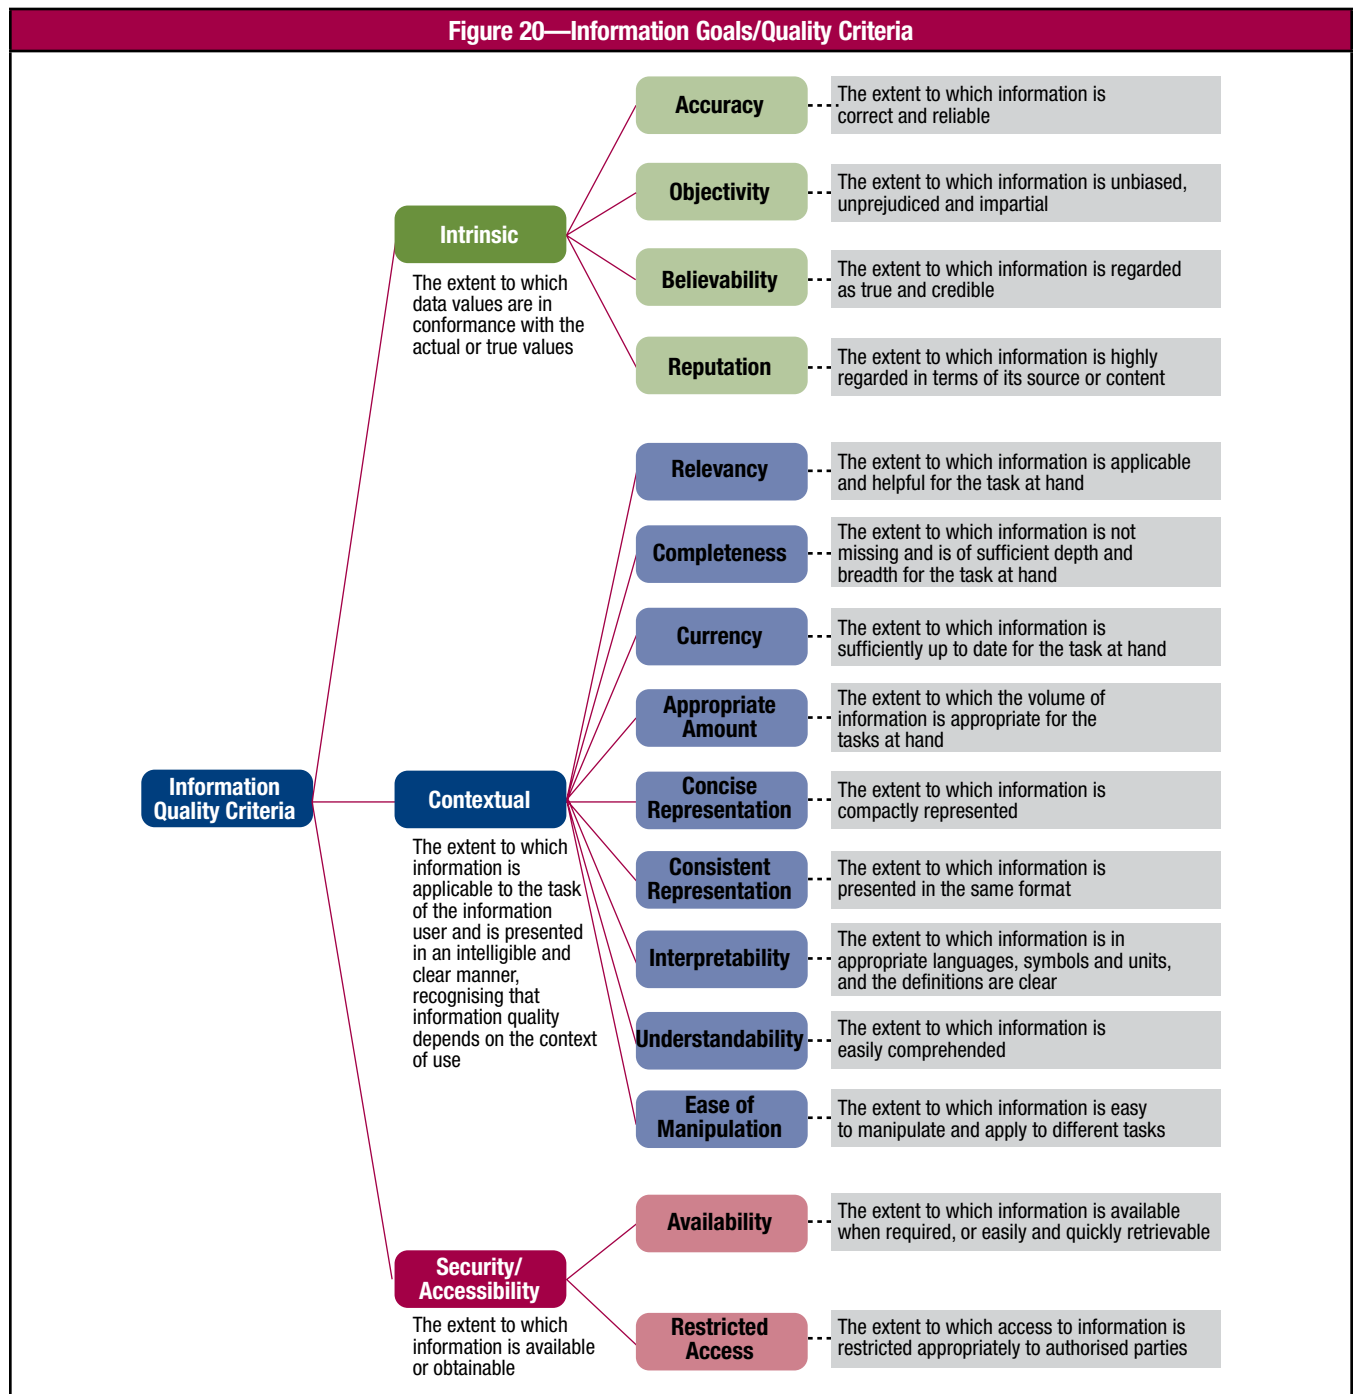 Figure 20—Information Goals/Quality Criteria
Information
Quality Criteria
Intrinsic
The extent to which
data values are in
conformance with the
actual or true values
Accuracy
The extent to which information is
correct and reliable
Objectivity
The extent to which information is unbiased,
unprejudiced and impartial
Believability
The extent to which information is regarded
as true and credible
Reputation
The extent to which information is highly
regarded in terms of its source or content
Contextual
The extent to which
information is
applicable to the task
of the information
user and is presented
in an intelligible and
clear manner,
recognising that
information quality
depends on the context
of use
Relevancy
The extent to which information is applicable
and helpful for the task at hand
Completeness
The extent to which information is not
missing and is of sufficient depth and
breadth for the task at hand
Currency
The extent to which information is
sufficiently up to date for the task at hand
Appropriate
Amount
The extent to which the volume of
information is appropriate for the
tasks at hand
Concise
Representation
The extent to which information is
compactly represented
Consistent
Representation
The extent to which information is
presented in the same format
Interpretability
The extent to which information is in
appropriate languages, symbols and units,
and the definitions are clear
Understandability
The extent to which information is
easily comprehended
Ease of
Manipulation
The extent to which information is easy
to manipulate and apply to different tasks
Security/
Accessibility
The extent to which
information is available
or obtainable
Availability
The extent to which information is available
when required, or easily and quickly retrievable
Restricted
Access
The extent to which access to information is
restricted appropriately to authorised parties